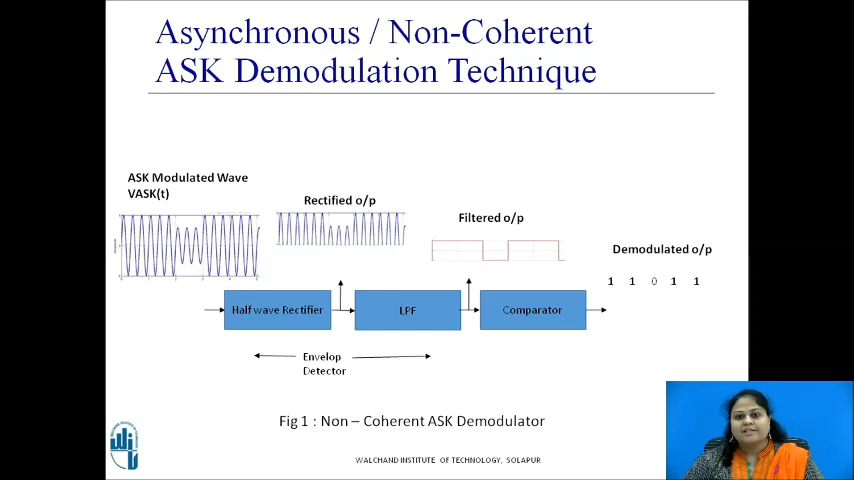 Asynchronous / Non-Coherent
ASK Demodulation Technique
ASK Modulated Wave
VASK(t)
Rectified o/p
Filtered o/p
Demodulated o/p
1 1 0 1 1
Half wave Rectifier
LPF
Comparator
Envelop
Detector
Fig 1 : Non – Coherent ASK Demodulator
WALCHAND INSTITUTE OF TECHNOLOGY, SOLAPUR